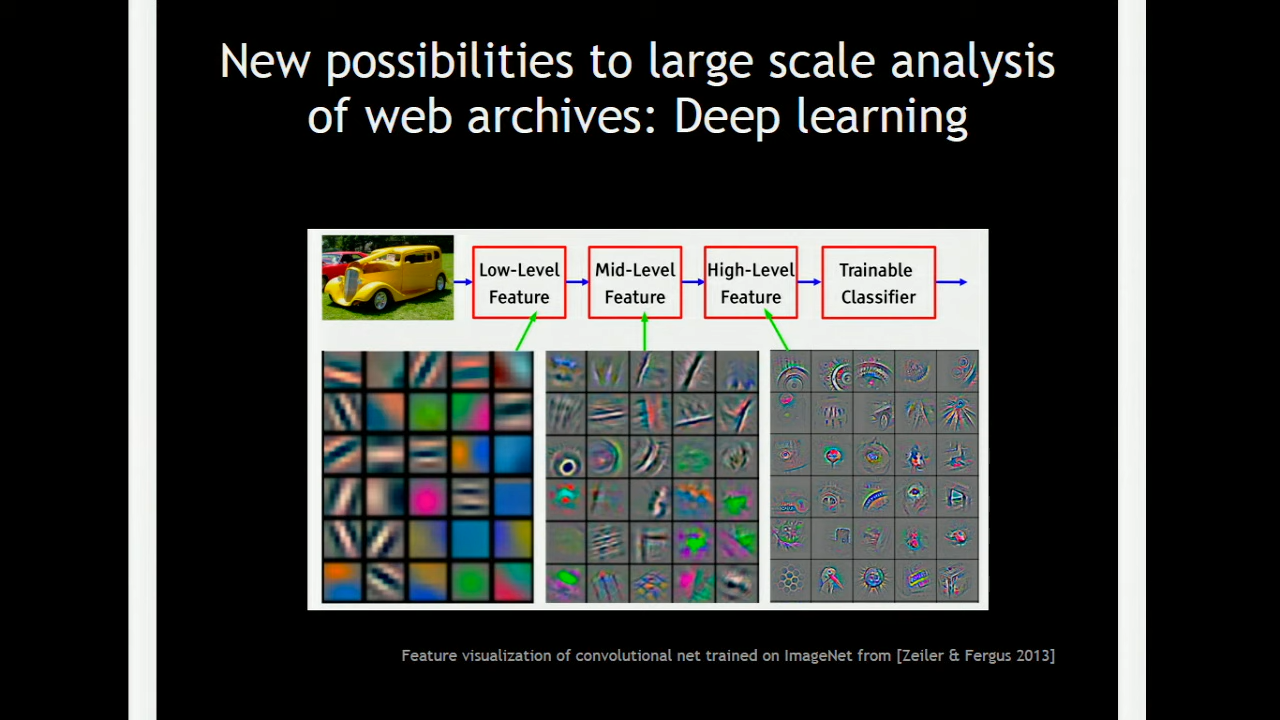 New possibilities to large scale analysis
of web archives: Deep learning
Low-Level
Feature
Mid-Level
Feature
High-Level
Feature
Trainable
Classifier
Feature visualization of convolutional net trained on ImageNet from [Zeiler & Fergus 2013]